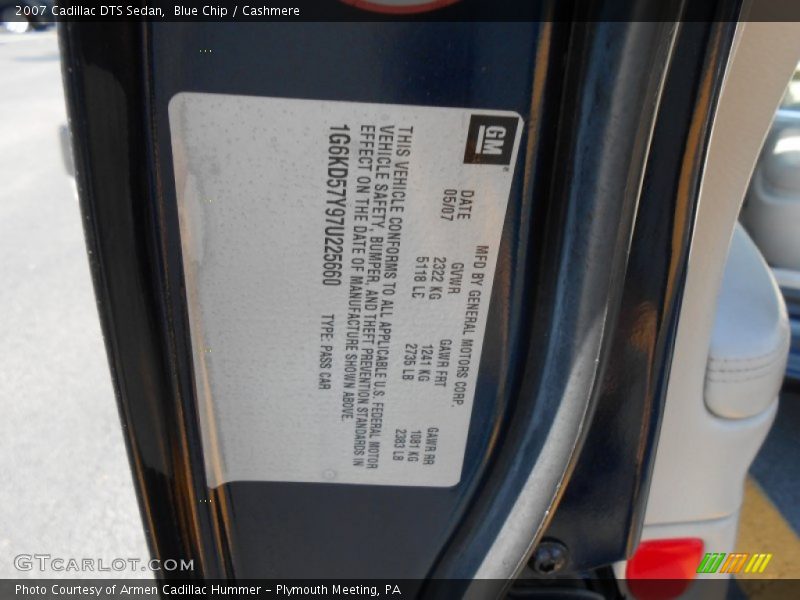 2007 Cadillac DTS Sedan, Blue Chip / Cashmere
GM
MFD BY GENERAL MOTORS CORP.
DATE GVWR GAWR FRT GAWR RR
05/07 2322 KG 1241 KG 1081 KG
5118 LB 2735 LB 2383 LB
THIS VEHICLE CONFORMS TO ALL APPLICABLE U.S. FEDERAL MOTOR
VEHICLE SAFETY, BUMPER, AND THEFT PREVENTION STANDARDS IN
EFFECT ON THE DATE OF MANUFACTURE SHOWN ABOVE.
1G6KD57Y97U225660 TYPE: PASS CAR
GTCarLot.com
Photo Courtesy of Armen Cadillac Hummer - Plymouth Meeting, PA